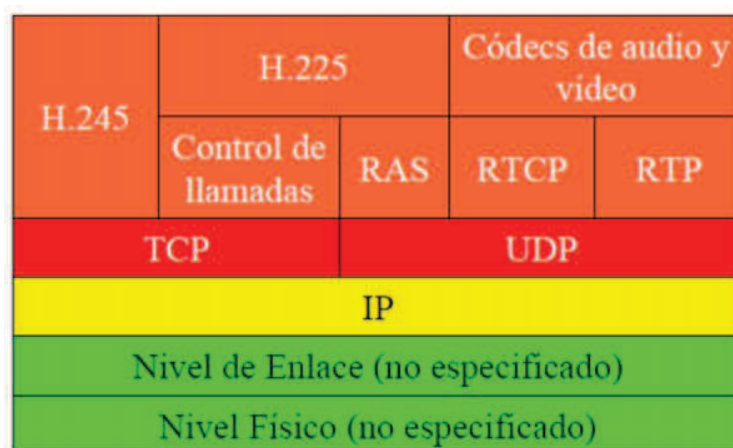 H.245
H.225
Códecs de audio y
video
Control de
llamadas
RAS
RTCP
RTP
TCP
UDP
IP
Nivel de Enlace (no especificado)
Nivel Físico (no especificado)